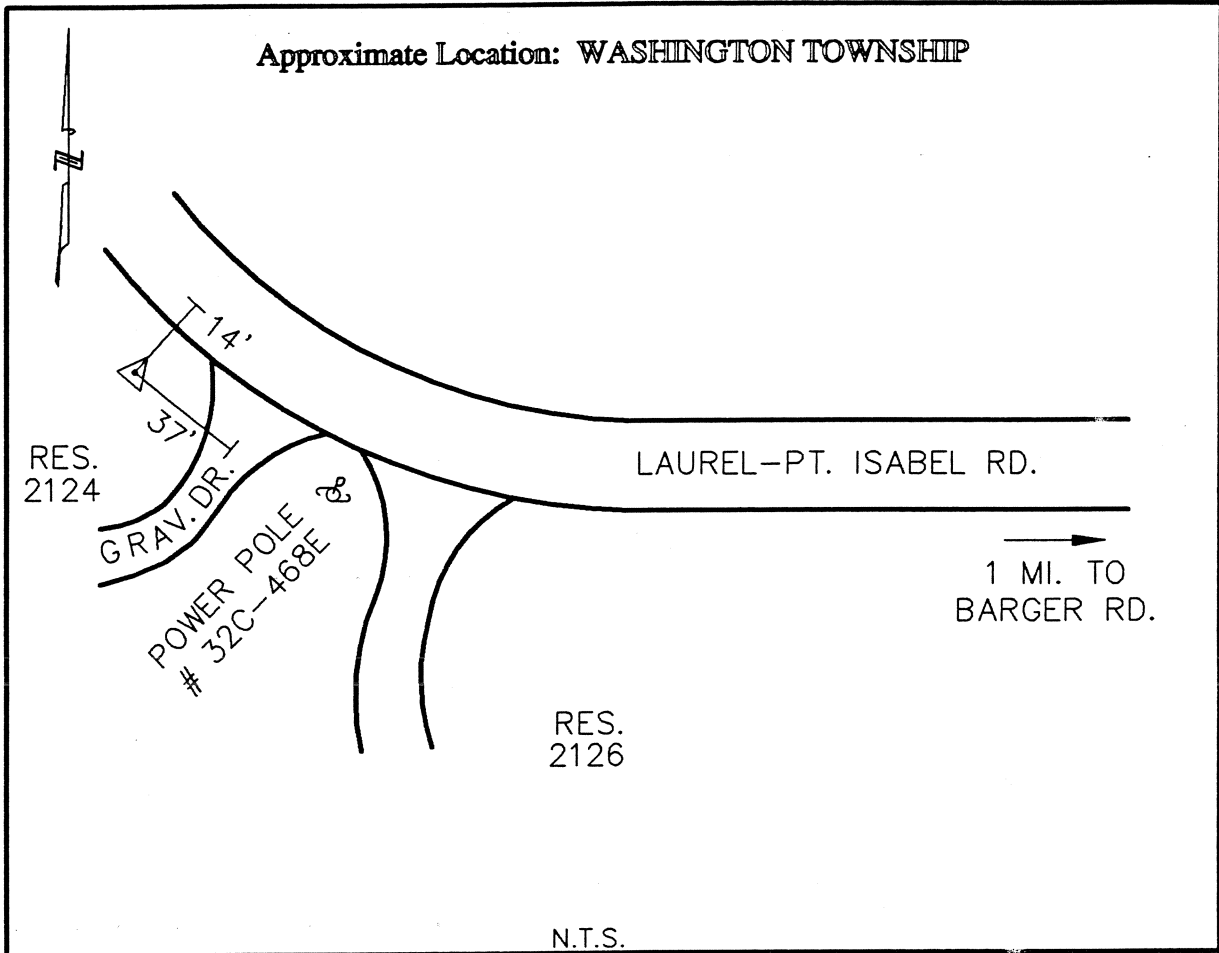 Approximate Location: WASHINGTON TOWNSHIP
N
14'
37'
RES.
2124
GRAV. DR.
POWER POLE
# 32C-468E
LAUREL-PT. ISABEL RD.
1 MI. TO
BARGER RD.
RES.
2126
N.T.S.